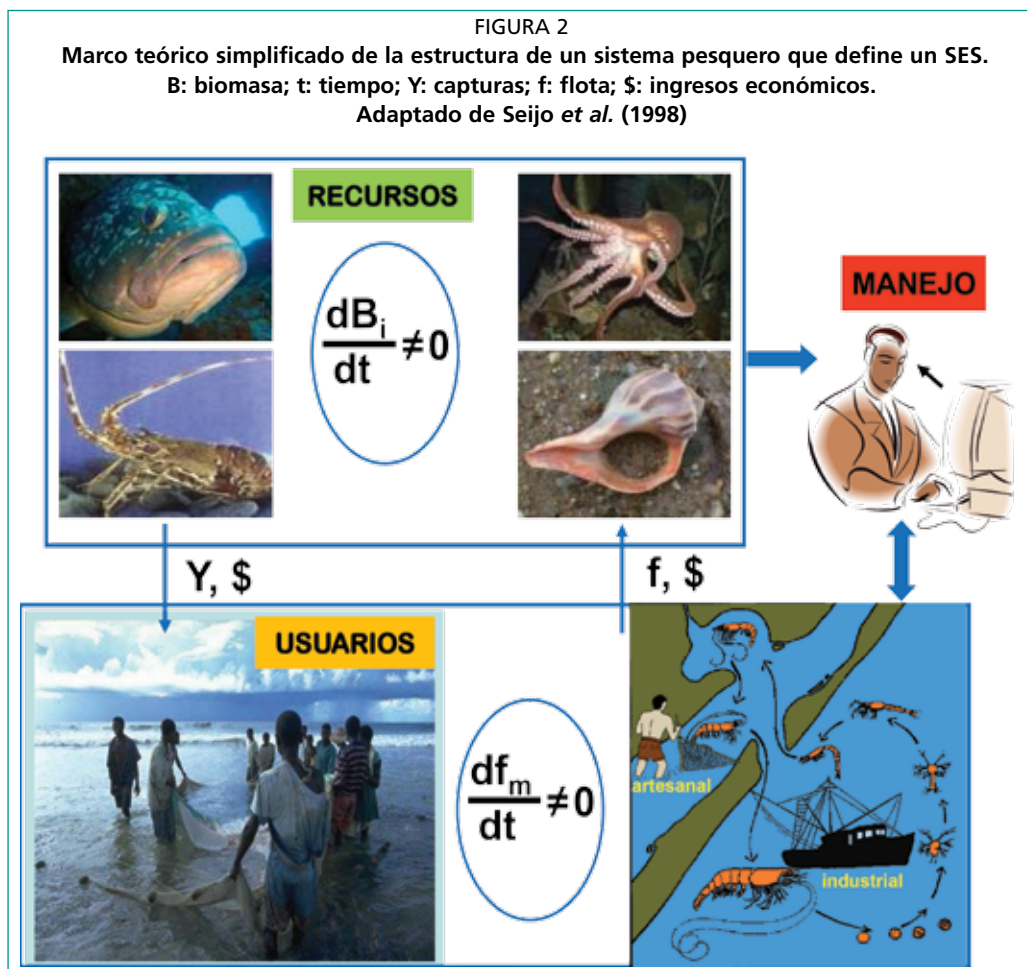 FIGURA 2
Marco teórico simplificado de la estructura de un sistema pesquero que define un SES.
B: biomasa; t: tiempo; Y: capturas; f: flota; $: ingresos económicos.
Adaptado de Seijo et al. (1998)
RECURSOS
dBᵢ
dt
≠0
MANEJO
Y, $
f, $
USUARIOS
dfₘ
dt
≠0
artesanal
industrial